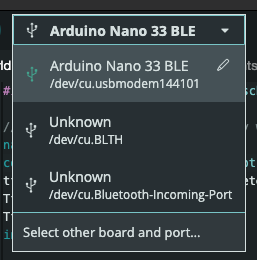 Arduino Nano 33 BLE
Arduino Nano 33 BLE
/dev/cu.usbmodem144101
Unknown
/dev/cu.BLTH
Unknown
/dev/cu.Bluetooth-Incoming-Port
Select other board and port...